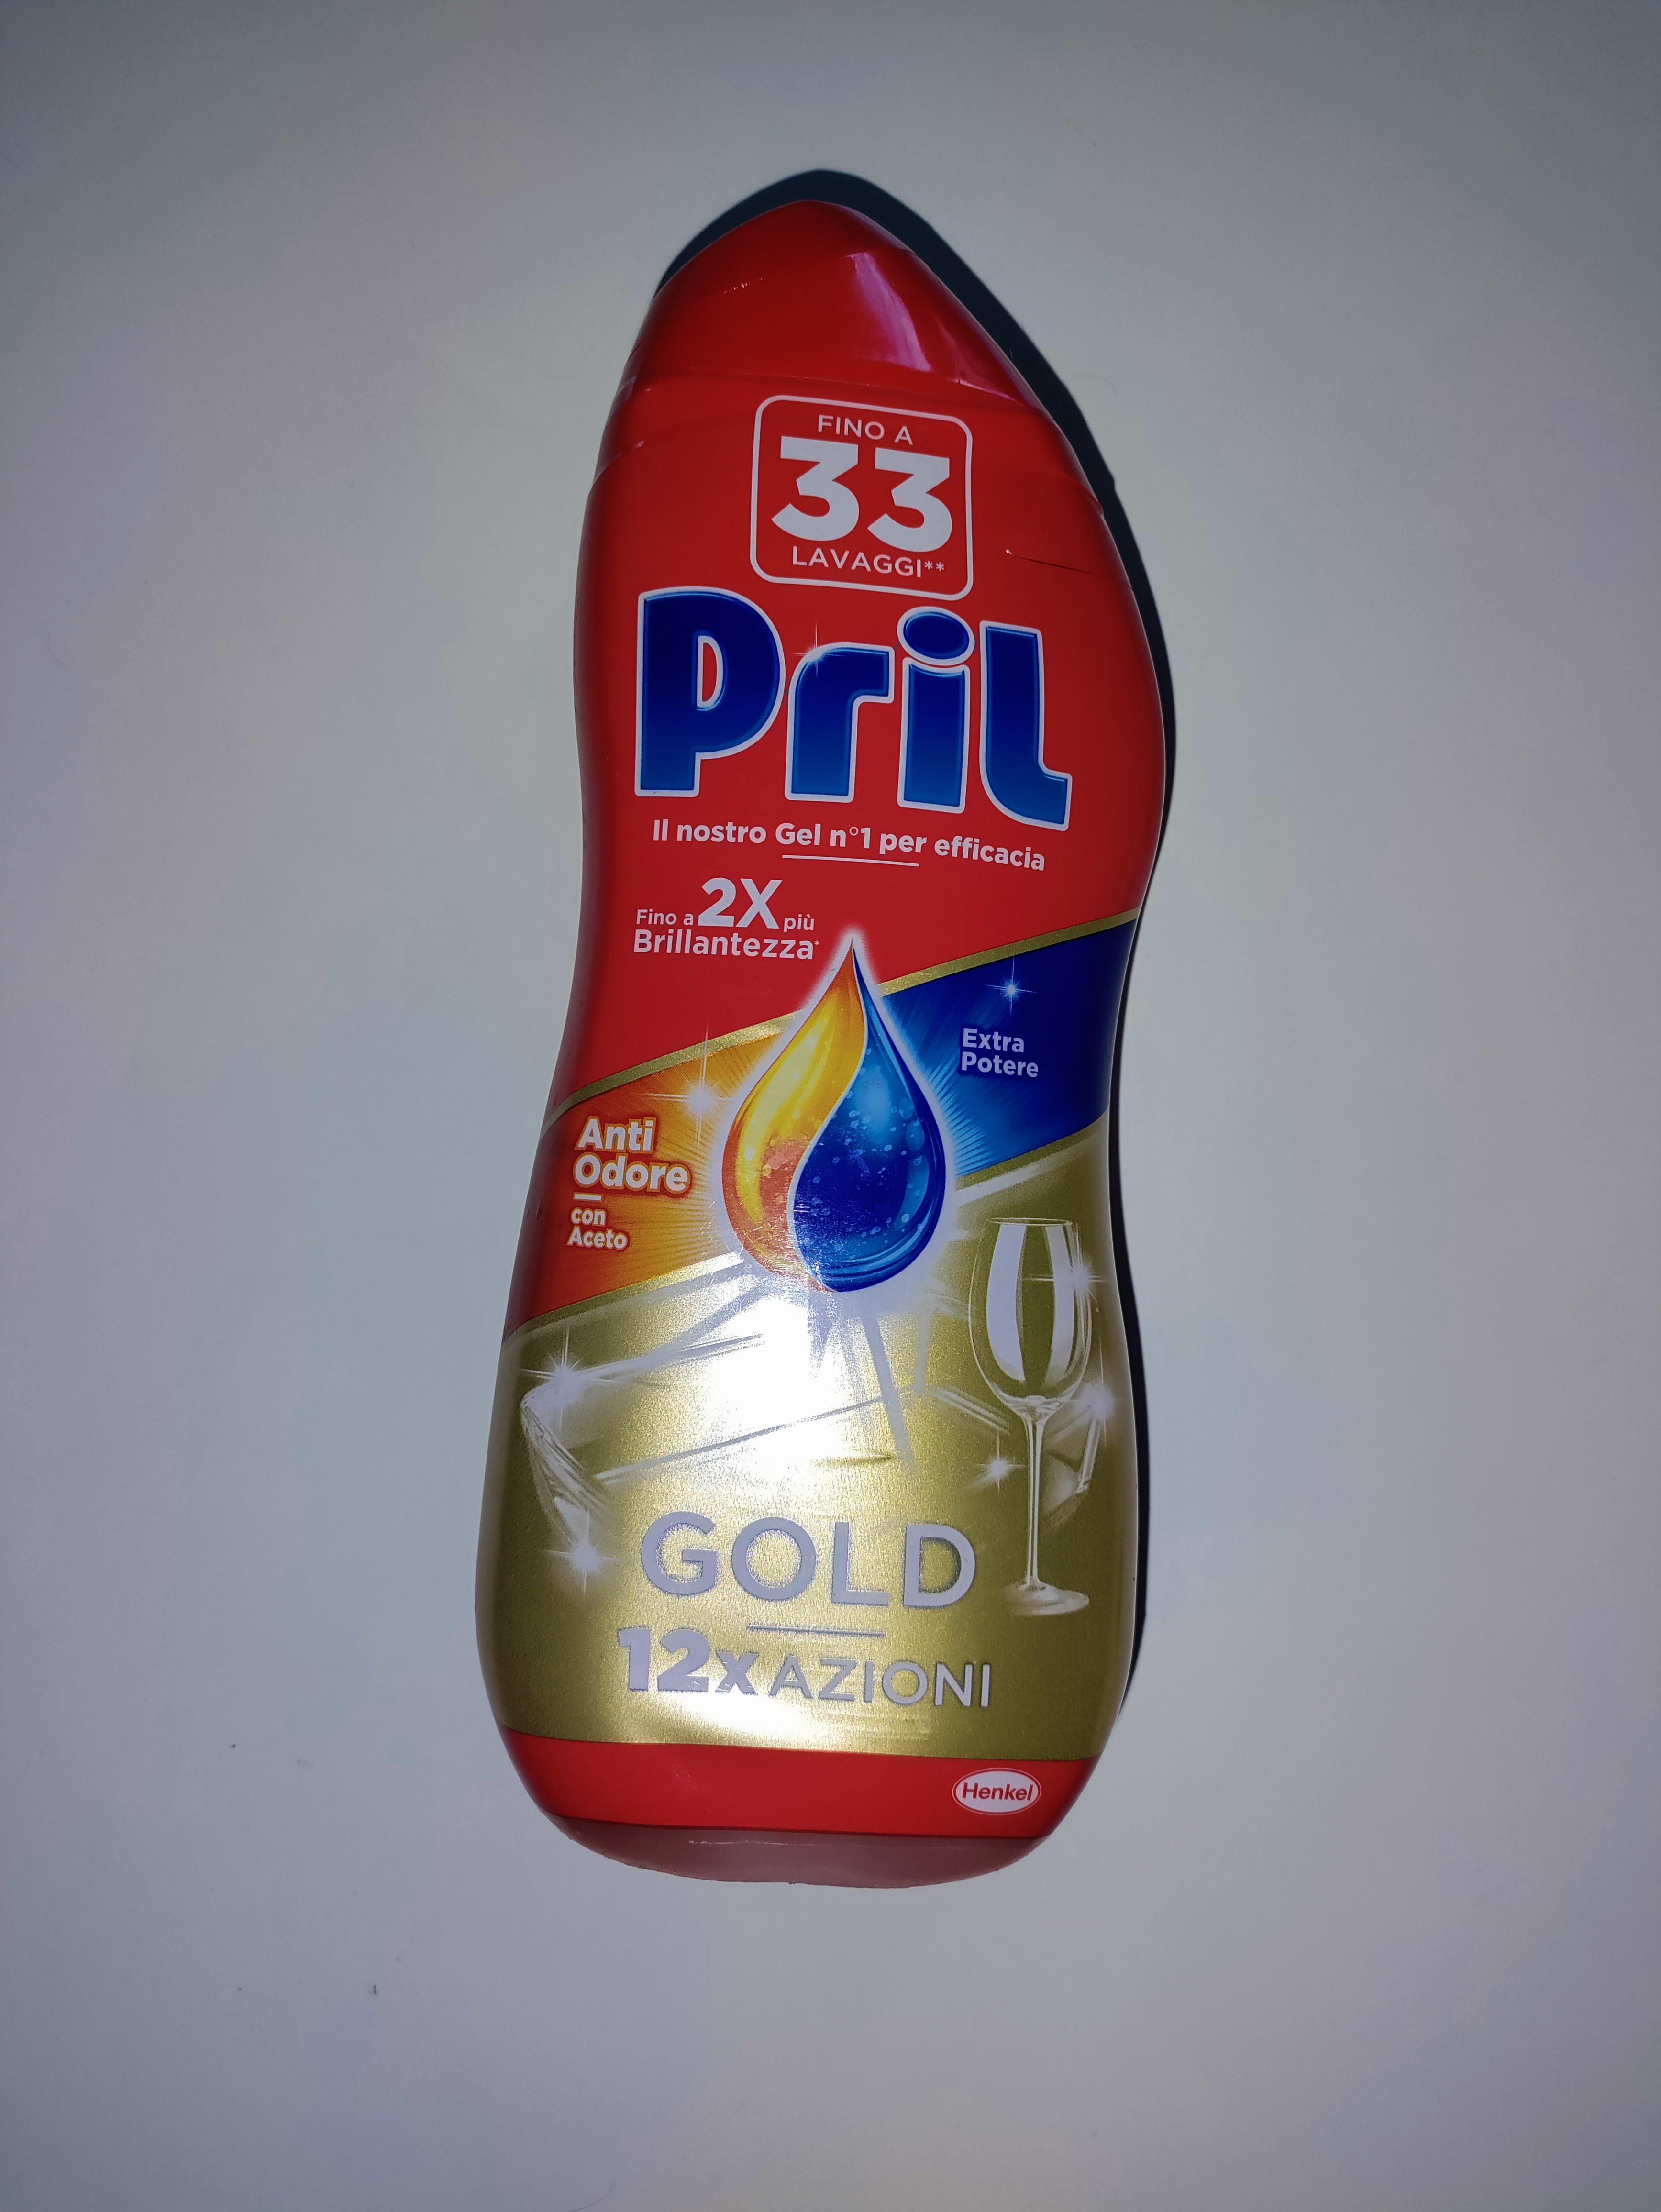 FINO A
33
LAVAGGI**
Pril
Il nostro Gel n°1 per efficacia
Fino a 2X più
Brillantezza*
Extra
Potere
Anti
Odore
con
Aceto
GOLD
12x AZIONI
Henkel